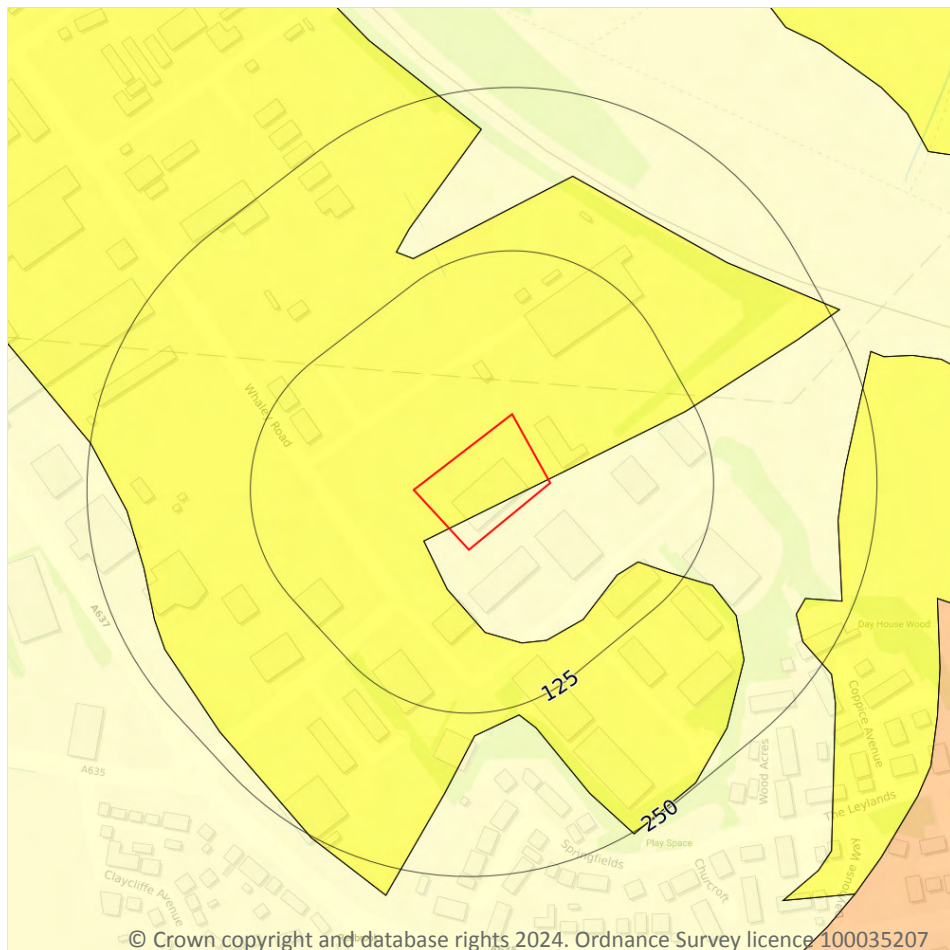 Whaley Road
A637
Day House Wood
Coppice Avenue
125
A635
Wood Acres
The Leylands
250
Play Space
Springfields
Churcroft
Claycliffe Avenue
© Crown copyright and database rights 2024. Ordnance Survey licence 100035207